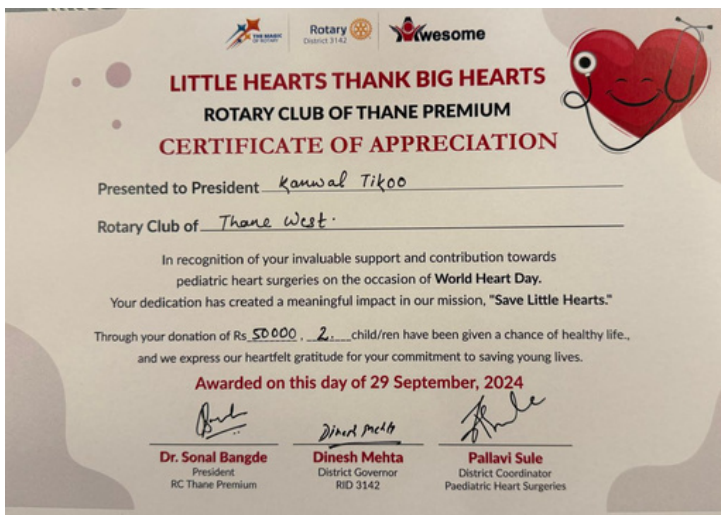 THE MAGIC
OF ROTARY
Rotary
District 3142
Awesome
LITTLE HEARTS THANK BIG HEARTS
ROTARY CLUB OF THANE PREMIUM
CERTIFICATE OF APPRECIATION
Presented to President Kanwal Tikoo
Rotary Club of Thane West.
In recognition of your invaluable support and contribution towards
pediatric heart surgeries on the occasion of World Heart Day.
Your dedication has created a meaningful impact in our mission, "Save Little Hearts."
Through your donation of Rs 50000, 2. child/ren have been given a chance of healthy life.,
and we express our heartfelt gratitude for your commitment to saving young lives.
Awarded on this day of 29 September, 2024
Dinesh Mehta
Dr. Sonal Bangde Dinesh Mehta Pallavi Sule
President District Governor District Coordinator
RC Thane Premium RID 3142 Paediatric Heart Surgeries